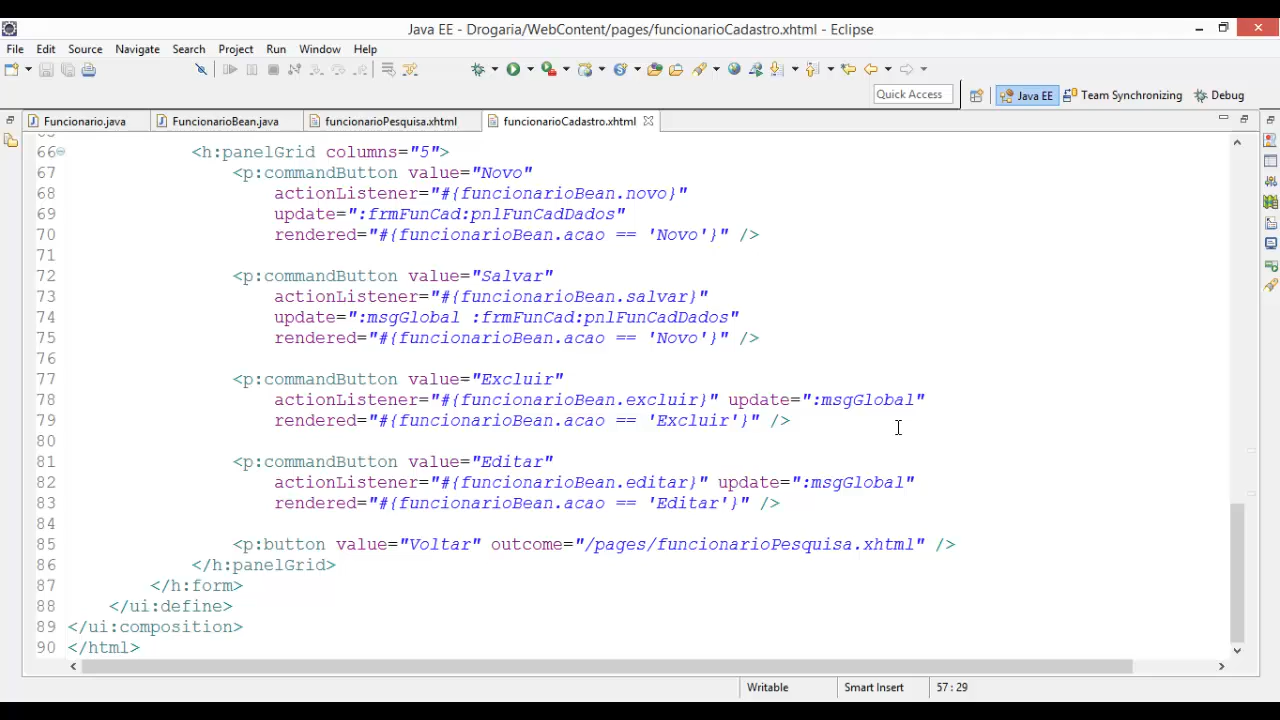 Java EE - Drogaria/WebContent/pages/funcionarioCadastro.xhtml - Eclipse
File Edit Source Navigate Search Project Run Window Help
Quick Access Java EE Team Synchronizing Debug
Funcionario.java FuncionarioBean.java funcionarioPesquisa.xhtml funcionarioCadastro.xhtml
66 <h:panelGrid columns="5">
67 <p:commandButton value="Novo"
68 actionListener="#{funcionarioBean.novo}"
69 update=":frmFunCad:pnlFunCadDados"
70 rendered="#{funcionarioBean.acao == 'Novo'}" />
71
72 <p:commandButton value="Salvar"
73 actionListener="#{funcionarioBean.salvar}"
74 update=":msgGlobal :frmFunCad:pnlFunCadDados"
75 rendered="#{funcionarioBean.acao == 'Novo'}" />
76
77 <p:commandButton value="Excluir"
78 actionListener="#{funcionarioBean.excluir}" update=":msgGlobal"
79 rendered="#{funcionarioBean.acao == 'Excluir'}" />
80
81 <p:commandButton value="Editar"
82 actionListener="#{funcionarioBean.editar}" update=":msgGlobal"
83 rendered="#{funcionarioBean.acao == 'Editar'}" />
84
85 <p:button value="Voltar" outcome="/pages/funcionarioPesquisa.xhtml" />
86 </h:panelGrid>
87 </h:form>
88 </ui:define>
89 </ui:composition>
90 </html>
Writable Smart Insert 57 : 29